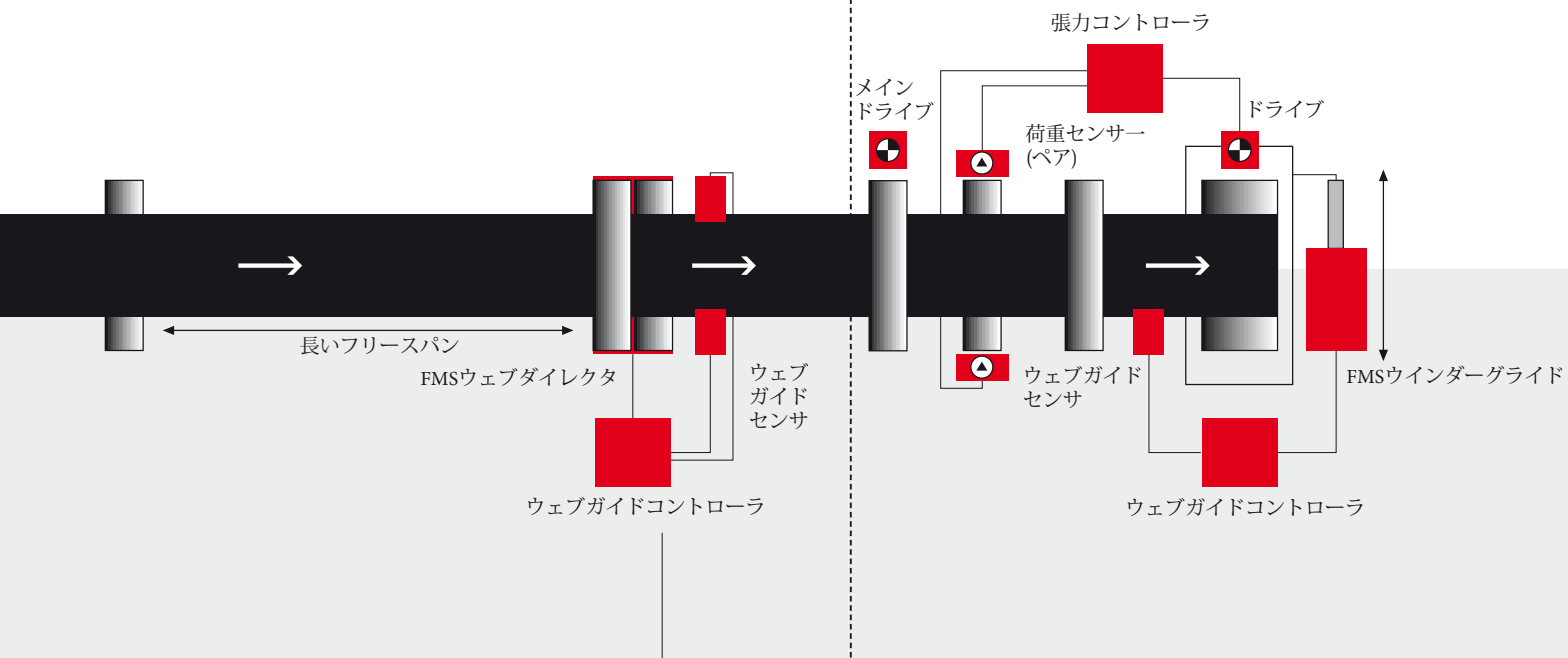 張力コントローラ
メイン
ドライブ
ドライブ
荷重センサー
(ペア)
長いフリースパン
FMSウェブダイレクタ
ウェブ
ガイド
センサ
ウェブガイド
センサ
FMSウインダーグライド
ウェブガイドコントローラ
ウェブガイドコントローラ